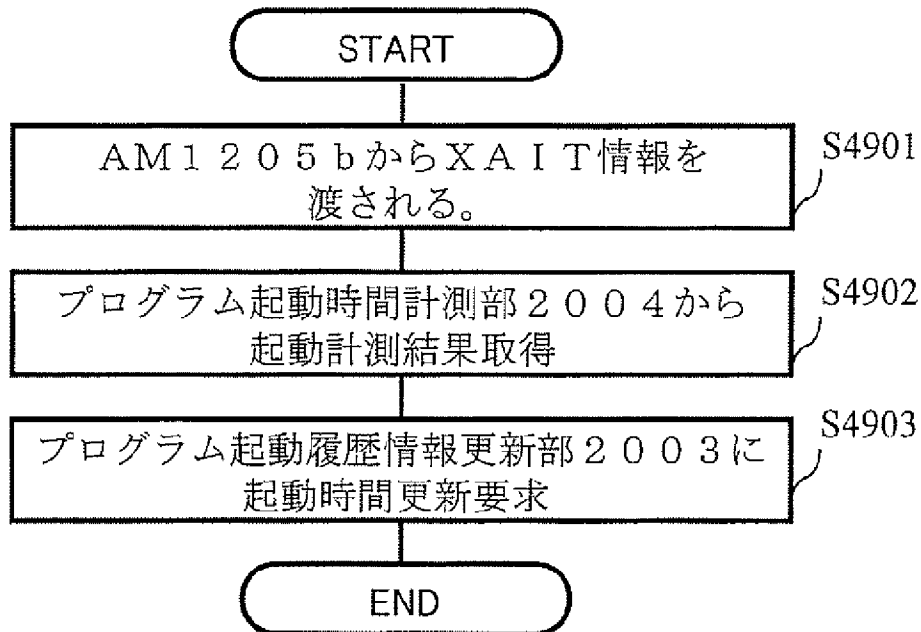 START
AM1205bからXAIT情報を
渡される。
S4901
プログラム起動時間計測部2004から
起動計測結果取得
S4902
プログラム起動履歴情報更新部2003に
起動時間更新要求
S4903
END